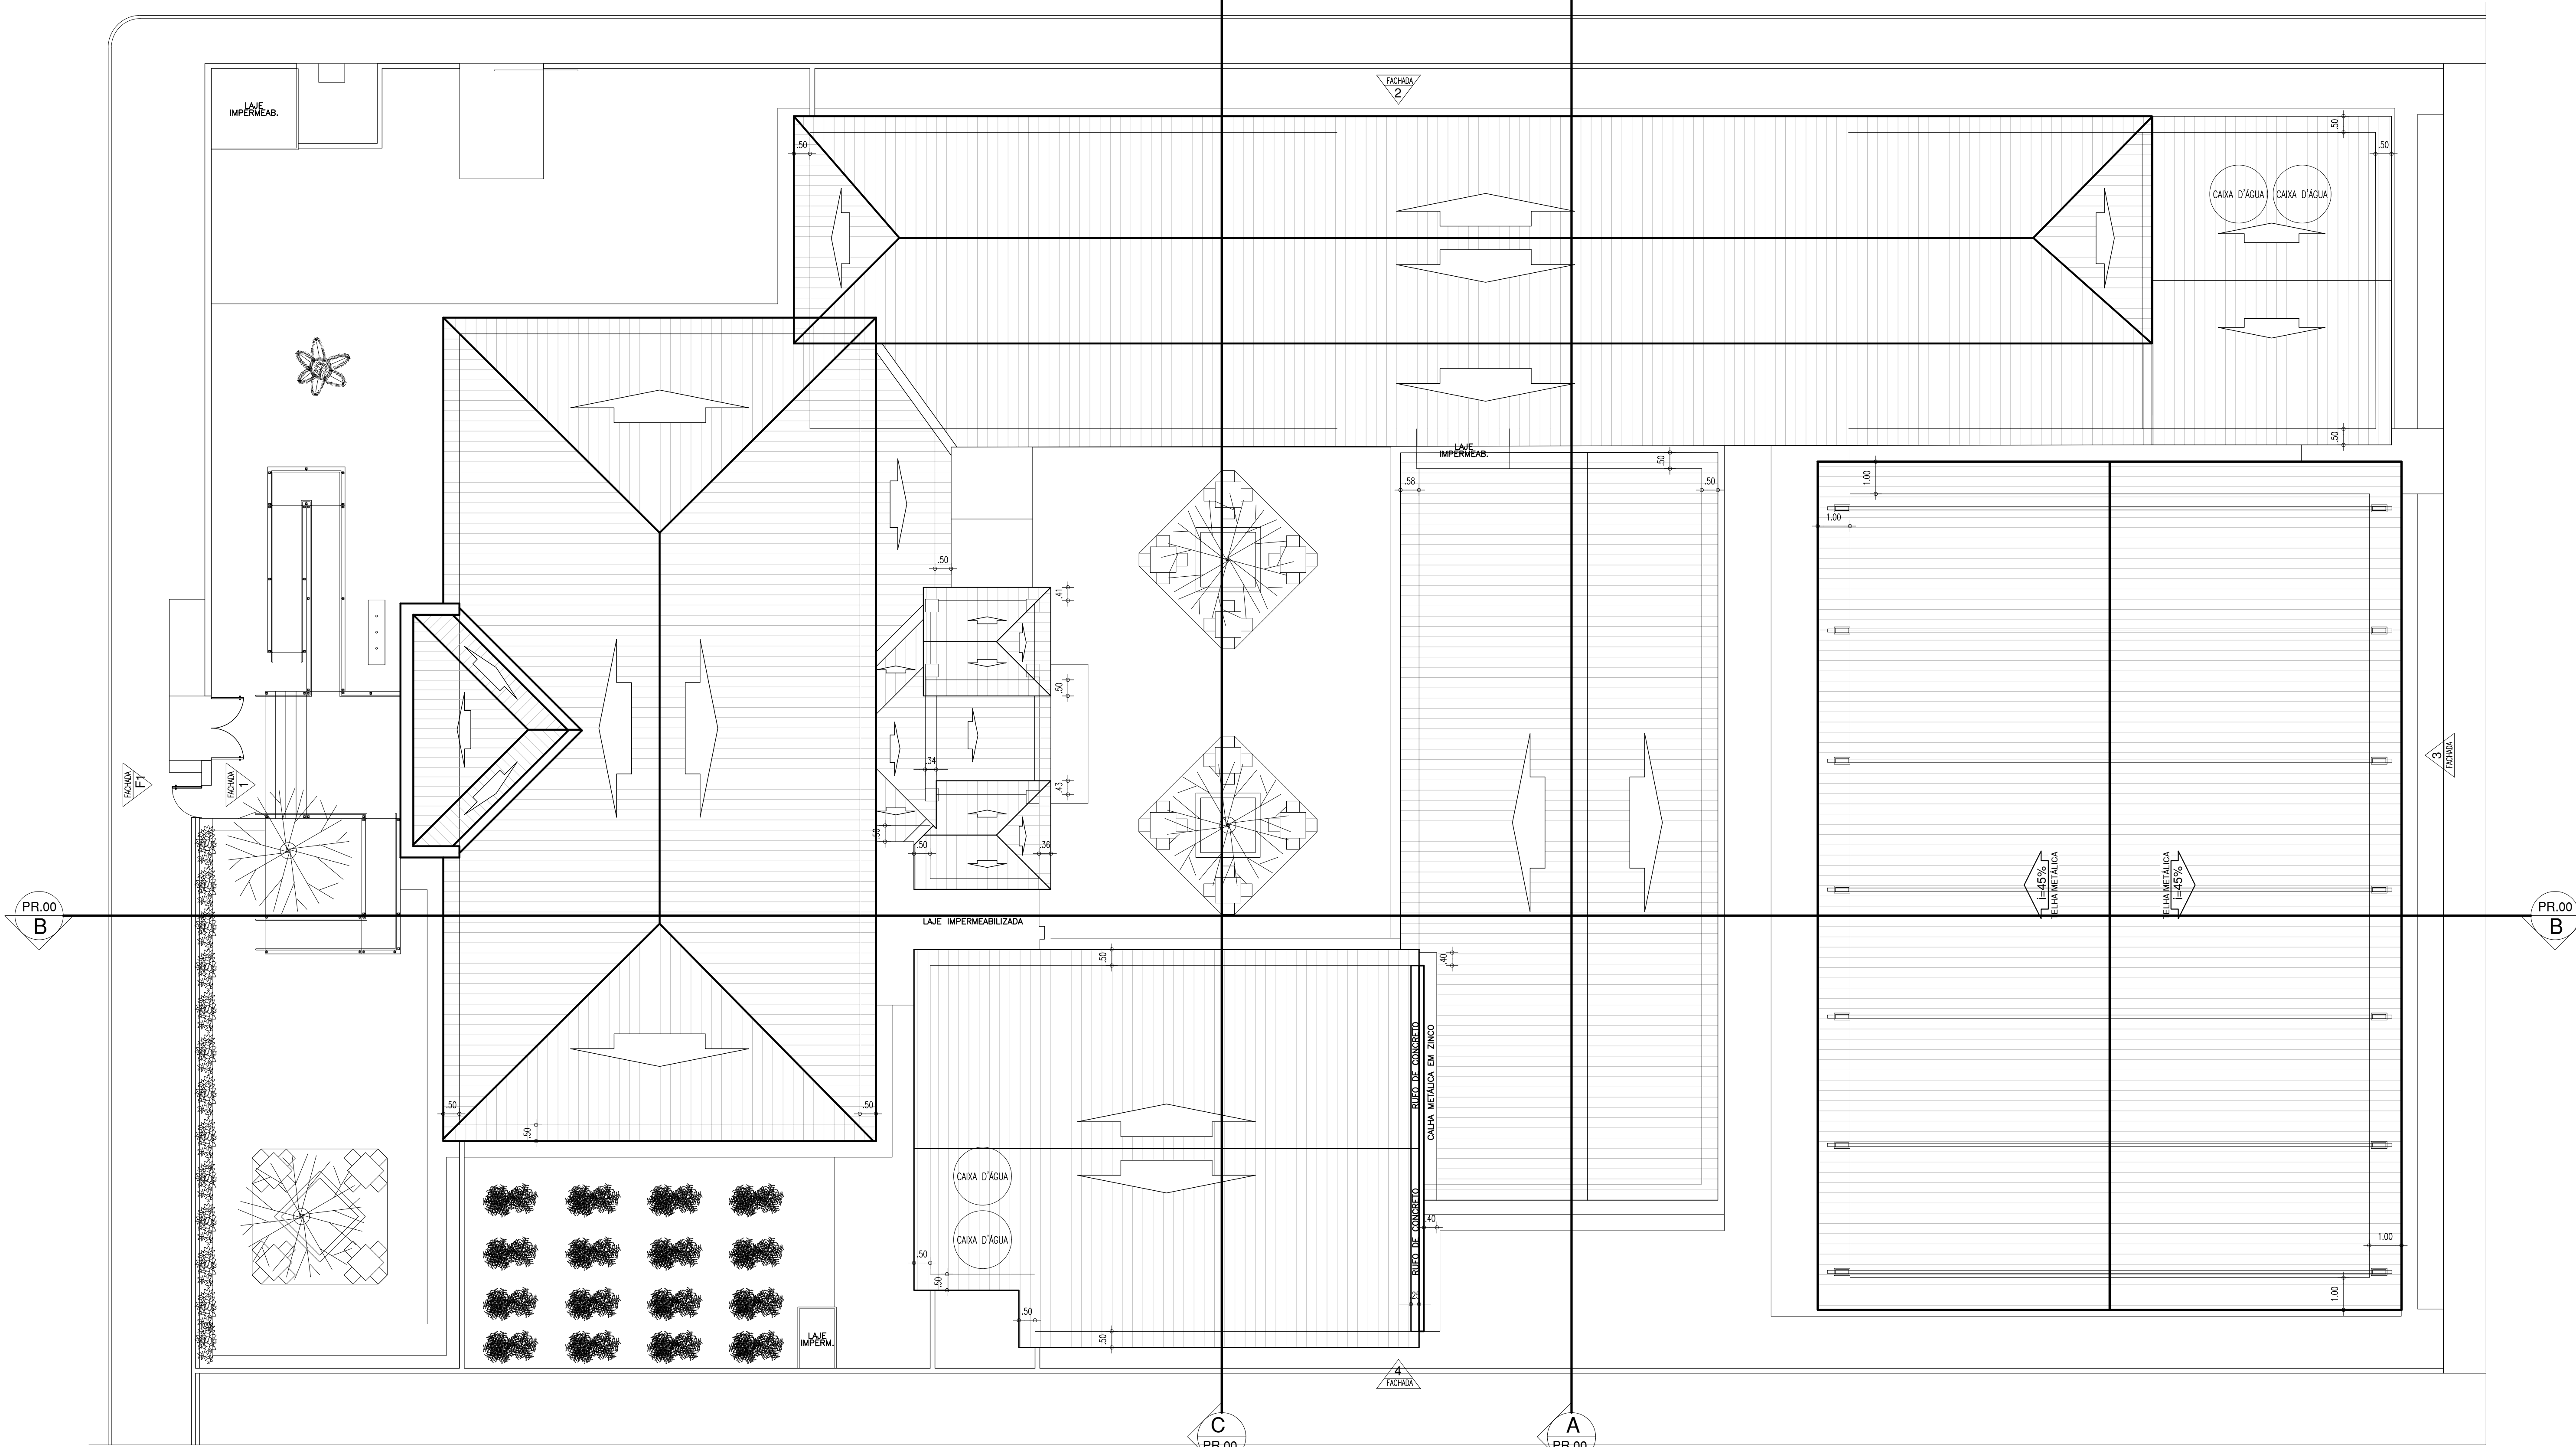 FACHADA
2
LAJE
IMPERMEAB.
.50
.50
.50
CAIXA D'ÁGUA
CAIXA D'ÁGUA
.50
LAJE
IMPERMEAB.
.50
.58
.50
1.00
1.00
.50
.41
.50
.34
.43
.50
.50
.36
FACHADA
F1
FACHADA
1
3
FACHADA
i=45%
TELHA METÁLICA
TELHA METÁLICA
i=45%
PR.00
B
PR.00
B
LAJE IMPERMEABILIZADA
.50
.40
RUFO DE CONCRETO
CALHA METÁLICA EM ZINCO
.50
.50
.50
CAIXA D'ÁGUA
CAIXA D'ÁGUA
RUFO DE CONCRETO
.40
1.00
.50
.50
1.00
.50
.50
LAJE
IMPERM.
4
FACHADA
C
PR.00
A
PR.00